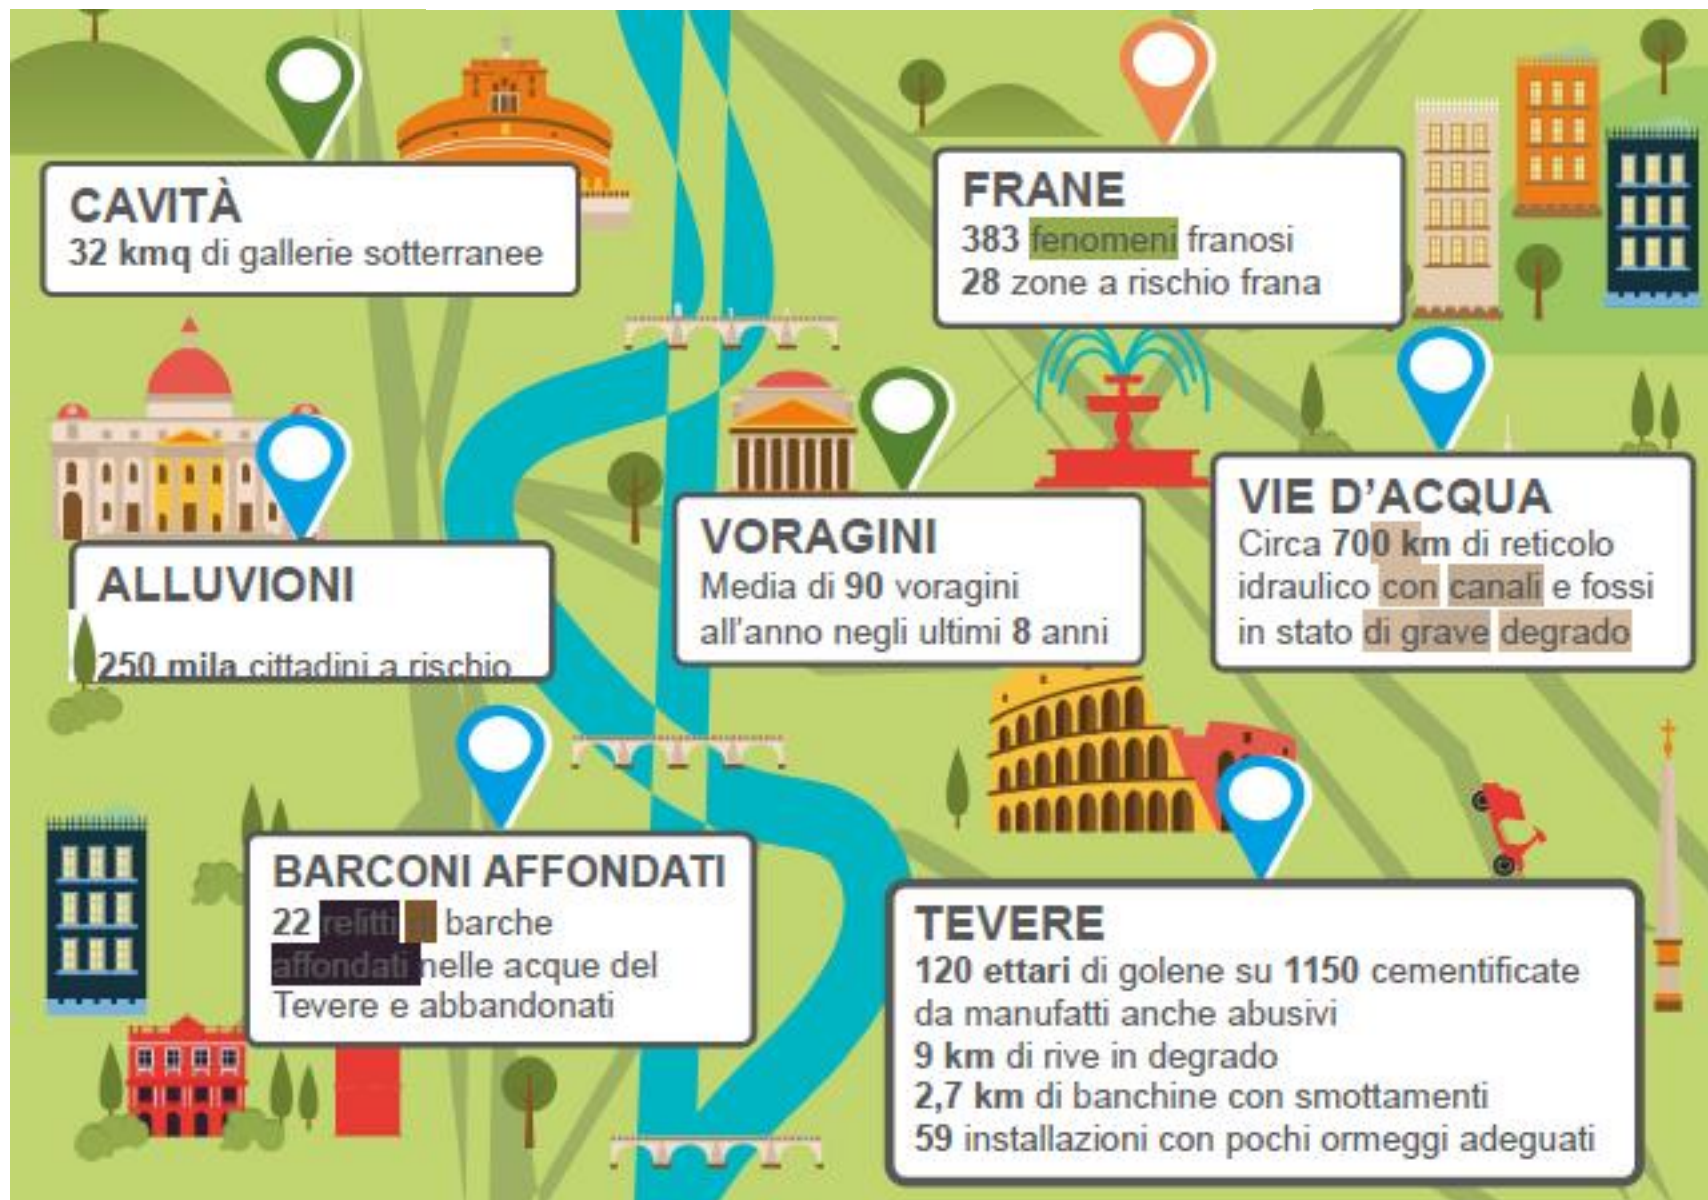 CAVITÀ
32 kmq di gallerie sotterranee
FRANE
383 fenomeni franosi
28 zone a rischio frana
ALLUVIONI
250 mila cittadini a rischio
VORAGINI
Media di 90 voragini
all'anno negli ultimi 8 anni
VIE D'ACQUA
Circa 700 km di reticolo
idraulico con canali e fossi
in stato di grave degrado
BARCONI AFFONDATI
22 relitti di barche
affondati nelle acque del
Tevere e abbandonati
TEVERE
120 ettari di golene su 1150 cementificate
da manufatti anche abusivi
9 km di rive in degrado
2,7 km di banchine con smottamenti
59 installazioni con pochi ormeggi adeguati